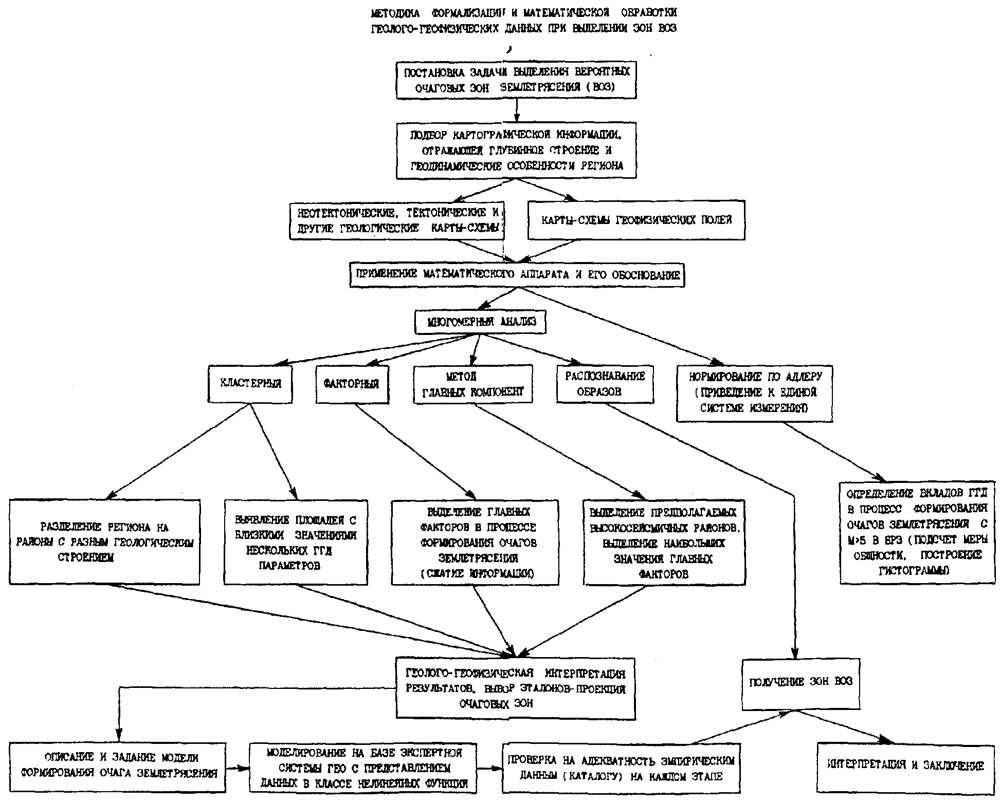 МЕТОДИКА ФОРМАЛИЗАЦИИ И МАТЕМАТИЧЕСКОЙ ОБРАБОТКИ
ГЕОЛОГО-ГЕОФИЗИЧЕСКИХ ДАННЫХ ПРИ ВЫДЕЛЕНИИ ЗОН ВОЗ
ПОСТАНОВКА ЗАДАЧИ ВЫДЕЛЕНИЯ ВЕРОЯТНЫХ
ОЧАГОВЫХ ЗОН ЗЕМЛЕТРЯСЕНИЯ (ВОЗ)
ПОДБОР КАРТОГРАФИЧЕСКОЙ ИНФОРМАЦИИ,
ОТРАЖАЮЩЕЙ ГЛУБИННОЕ СТРОЕНИЕ И
ГЕОДИНАМИЧЕСКИЕ ОСОБЕННОСТИ РЕГИОНА
НЕОТЕКТОНИЧЕСКИЕ, ТЕКТОНИЧЕСКИЕ И
ДРУГИЕ ГЕОЛОГИЧЕСКИЕ КАРТЫ-СХЕМЫ
КАРТЫ-СХЕМЫ ГЕОФИЗИЧЕСКИХ ПОЛЕЙ
ПРИМЕНЕНИЕ МАТЕМАТИЧЕСКОГО АППАРАТА И ЕГО ОБОСНОВАНИЕ
МНОГОМЕРНЫЙ АНАЛИЗ
КЛАСТЕРНЫЙ
ФАКТОРНЫЙ
МЕТОД
ГЛАВНЫХ КОМПОНЕНТ
РАСПОЗНАВАНИЕ
ОБРАЗОВ
НОРМИРОВАНИЕ ПО АДЛЕРУ
(ПРИВЕДЕНИЕ К ЕДИНОЙ
СИСТЕМЕ ИЗМЕРЕНИЯ)
РАЗДЕЛЕНИЕ РЕГИОНА НА
РАЙОНЫ С РАЗНЫМ ГЕОЛОГИЧЕСКИМ
СТРОЕНИЕМ
ВЫЯВЛЕНИЕ ПЛОЩАДЕЙ С
БЛИЗКИМИ ЗНАЧЕНИЯМИ
НЕСКОЛЬКИХ ГГД
ПАРАМЕТРОВ
ВЫДЕЛЕНИЕ ГЛАВНЫХ
ФАКТОРОВ В ПРОЦЕССЕ
ФОРМИРОВАНИЯ ОЧАГОВ
ЗЕМЛЕТРЯСЕНИЯ
(СЖАТИЕ ИНФОРМАЦИИ)
ВЫДЕЛЕНИЕ ПРЕДПОЛАГАЕМЫХ
ВЫСОКОСЕЙСМИЧНЫХ РАЙОНОВ.
ВЫДЕЛЕНИЕ НАИБОЛЬШИХ
ЗНАЧЕНИЯ ГЛАВНЫХ
ФАКТОРОВ
ОПРЕДЕЛЕНИЕ ВКЛАДОВ ГГД
В ПРОЦЕСС ФОРМИРОВАНИЯ
ОЧАГОВ ЗЕМЛЕТРЯСЕНИЙ С
М>5 В БРЗ (ПОДСЧЕТ МЕРЫ
ОБЩНОСТИ, ПОСТРОЕНИЕ
ГИСТОГРАММЫ)
ГЕОЛОГО-ГЕОФИЗИЧЕСКАЯ ИНТЕРПРЕТАЦИЯ
РЕЗУЛЬТАТОВ, ВЫБОР ЭТАЛОНОВ-ПРОЕКЦИЯ
ОЧАГОВЫХ ЗОН
ПОЛУЧЕНИЕ ЗОН ВОЗ
ОПИСАНИЕ И ЗАДАНИЕ МОДЕЛИ
ФОРМИРОВАНИЯ ОЧАГА ЗЕМЛЕТРЯСЕНИЯ
МОДЕЛИРОВАНИЕ НА БАЗЕ ЭКСПЕРТНОЙ
СИСТЕМЫ ГЕО С ПРЕДСТАВЛЕНИЕМ
ДАННЫХ В КЛАССЕ НЕЛИНЕЙНЫХ ФУНКЦИЯ
ПРОВЕРКА НА АДЕКВАТНОСТЬ ЭМПИРИЧЕСКИМ
ДАННЫМ (КАТАЛОГУ) НА КАЖДОМ ЭТАПЕ
ИНТЕРПРЕТАЦИЯ И ЗАКЛЮЧЕНИЕ